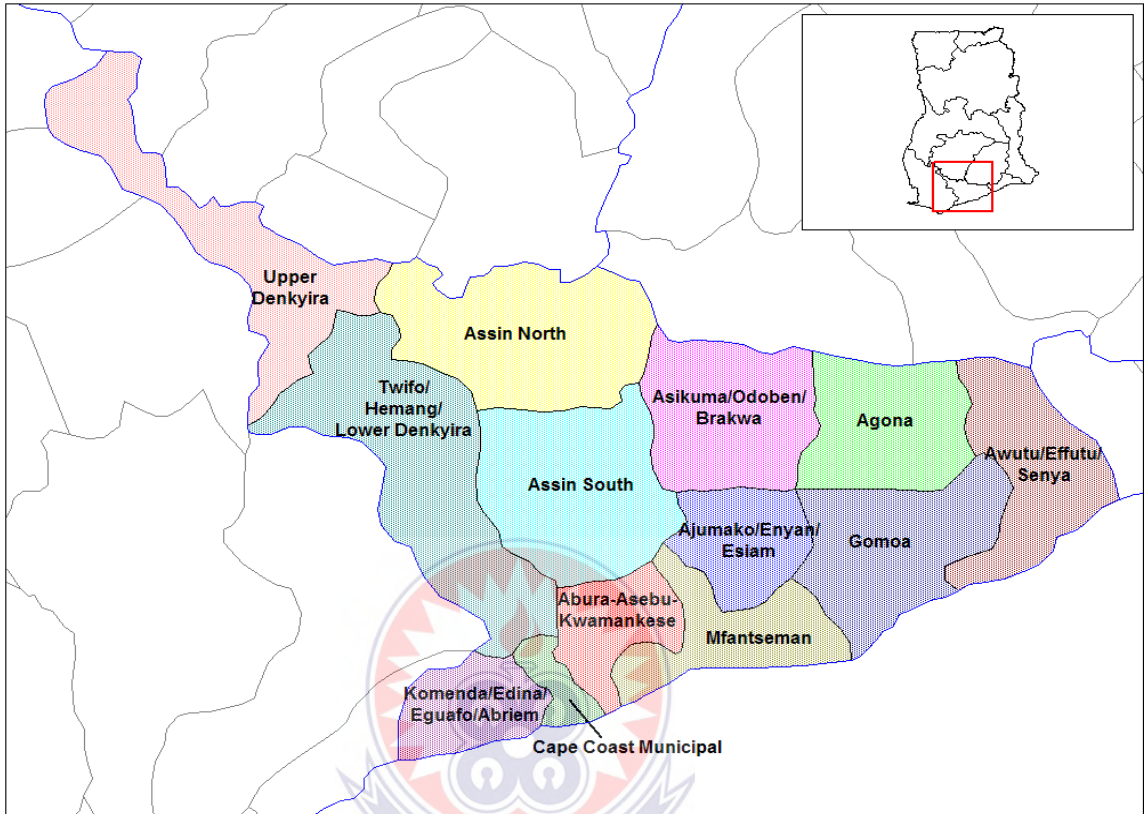 Upper
Denkyira
Assin North
Twifo/
Hemang/
Lower Denkyira
Asikuma/Odoben/
Brakwa
Agona
Awutu/Effutu/
Senya
Assin South
Ajumako/Enyan/
Esiam
Gomoa
Abura-Asebu-
Kwamankese
Mfantseman
Komenda/Edina/
Eguafo/Abriem
Cape Coast Municipal